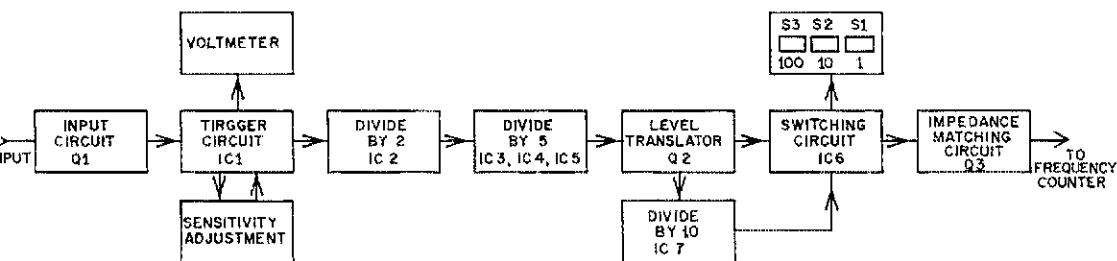 S3 S2 S1
100 10 1
VOLTMETER
INPUT
INPUT
CIRCUIT
Q1
TIRGGER
CIRCUIT
IC1
DIVIDE
BY 2
IC 2
DIVIDE
BY 5
IC3, IC4, IC5
LEVEL
TRANSLATOR
Q2
SWITCHING
CIRCUIT
IC6
IMPEDANCE
MATCHING
CIRCUIT
Q3
TO
FREQUENCY
COUNTER
SENSITIVITY
ADJUSTMENT
DIVIDE
BY 10
IC 7